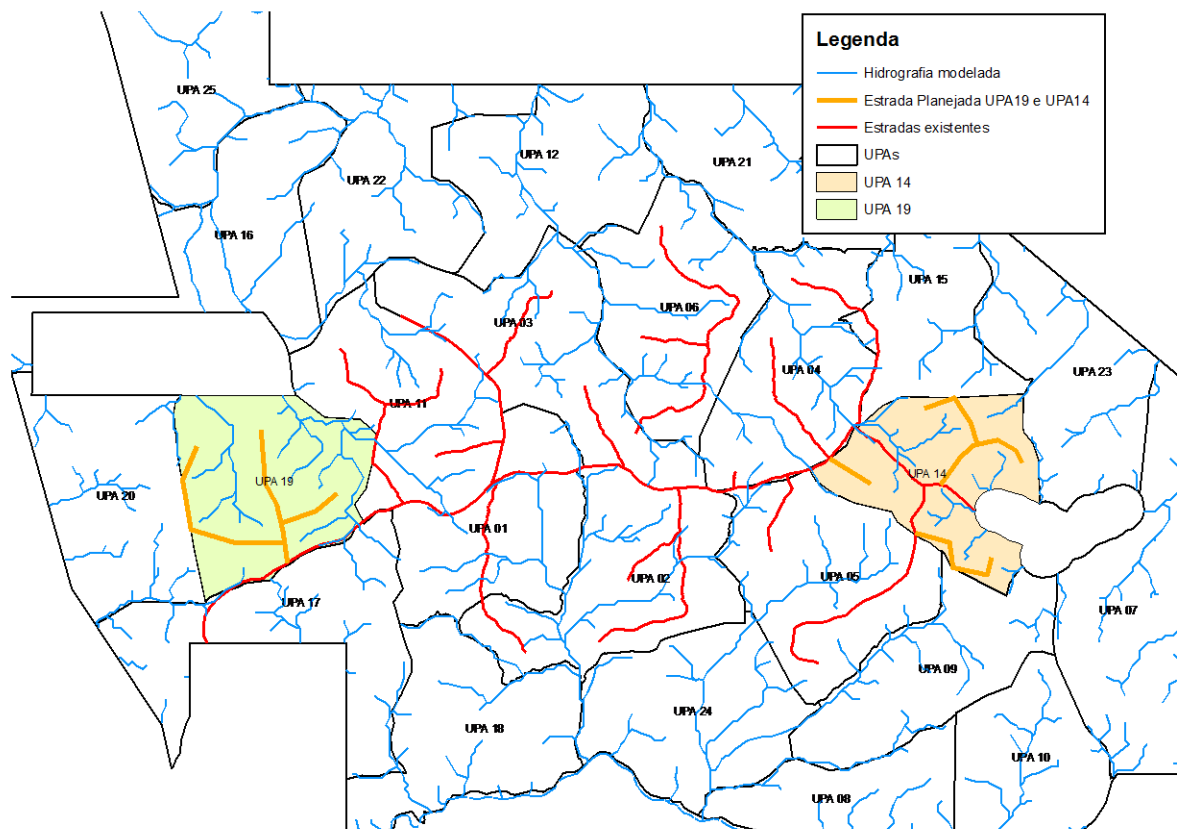 Legenda
Hidrografia modelada
Estrada Planejada UPA19 e UPA14
Estradas existentes
UPAs
UPA 14
UPA 19
UPA 25
UPA 12
UPA 21
UPA 22
UPA 16
UPA 15
UPA 03
UPA 06
UPA 04
UPA 23
UPA 11
UPA 19
UPA 14
UPA 20
UPA 01
UPA 02
UPA 05
UPA 17
UPA 07
UPA 09
UPA 24
UPA 18
UPA 10
UPA 08